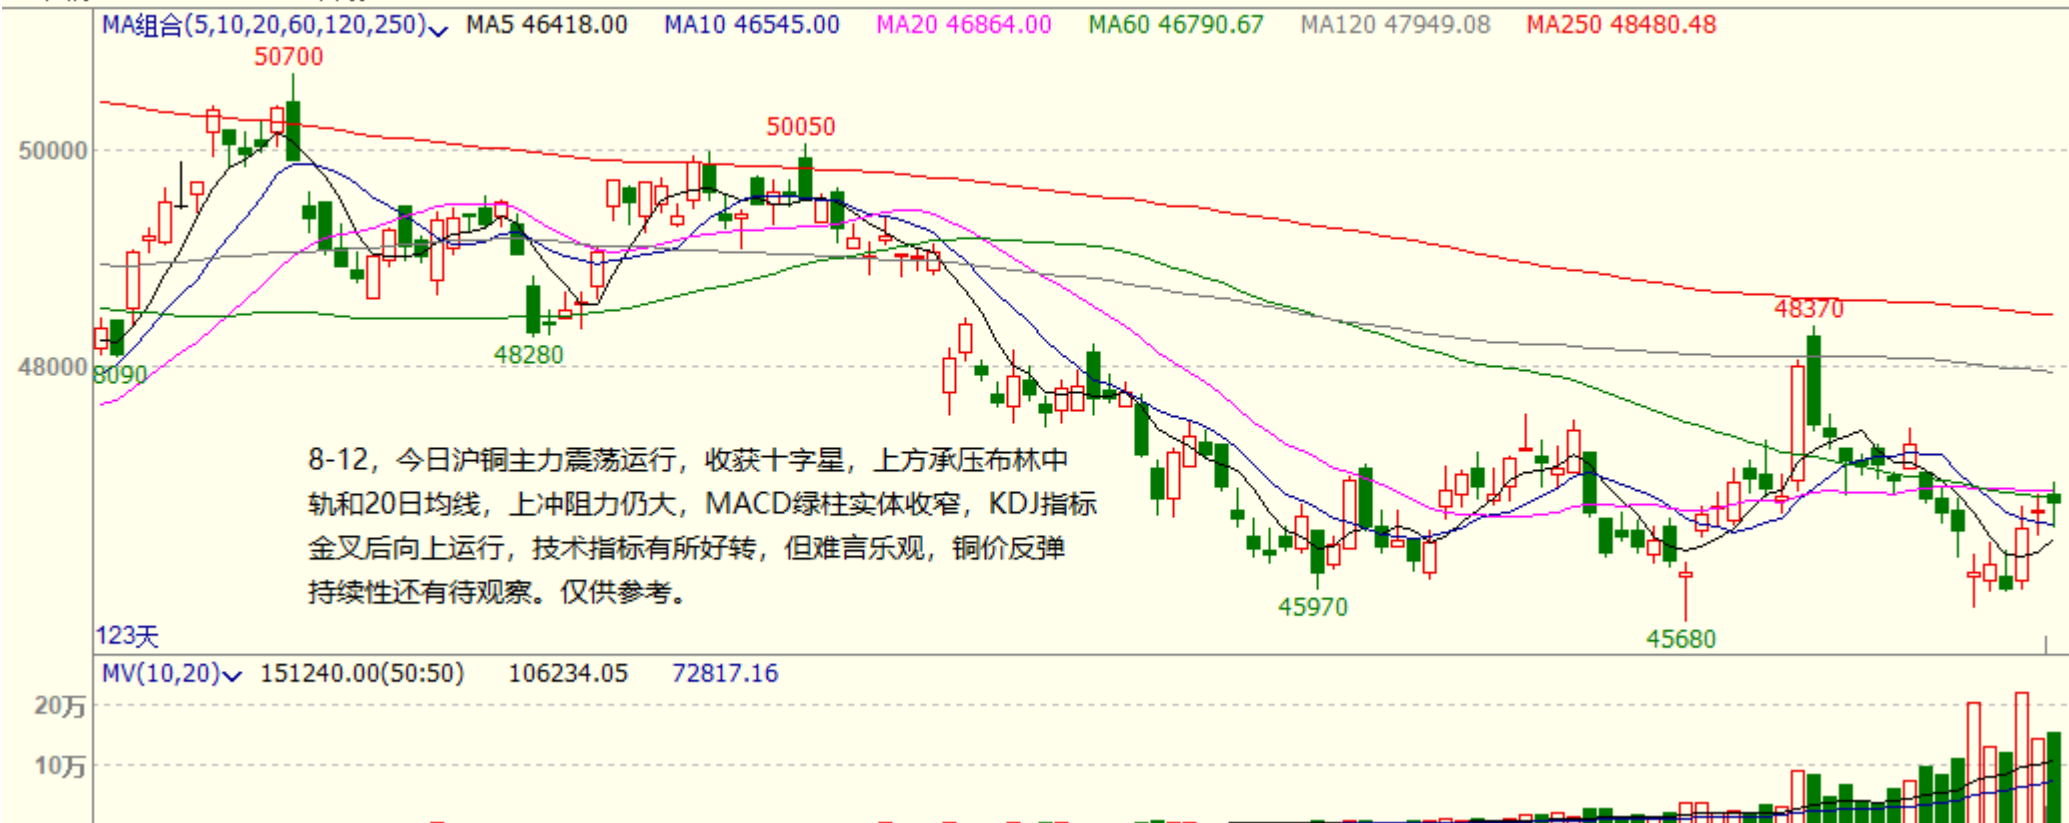 MA组合(5,10,20,60,120,250) MA5 46418.00 MA10 46545.00 MA20 46864.00 MA60 46790.67 MA120 47949.08 MA250 48480.48
50700
50050
50000
48370
48280
48000
8090
8-12，今日沪铜主力震荡运行，收获十字星，上方承压布林中
轨和20日均线，上冲阻力仍大，MACD绿柱实体收窄，KDJ指标
金叉后向上运行，技术指标有所好转，但难言乐观，铜价反弹
持续性还有待观察。仅供参考。
45970
45680
123天
MV(10,20) 151240.00(50:50) 106234.05 72817.16
20万
10万